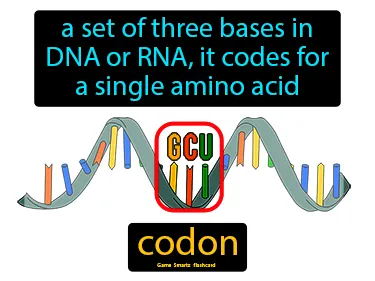 a set of three bases in
DNA or RNA, it codes for
a single amino acid
GCU
codon
Game Smartz flashcard